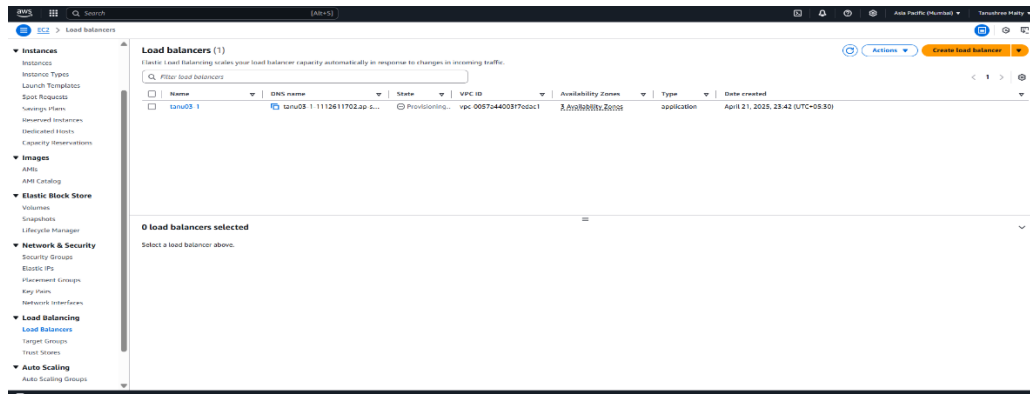 aws
Search
[Alt+S]
Asia Pacific (Mumbai)
Tanushree Maity
EC2 > Load balancers
Instances
Instances
Instance Types
Launch Templates
Spot Requests
Savings Plans
Reserved Instances
Dedicated Hosts
Capacity Reservations
Images
AMIs
AMI Catalog
Elastic Block Store
Volumes
Snapshots
Lifecycle Manager
Network & Security
Security Groups
Elastic IPs
Placement Groups
Key Pairs
Network Interfaces
Load Balancing
Load Balancers
Target Groups
Trust Stores
Auto Scaling
Auto Scaling Groups
Load balancers (1)
Actions
Create load balancer
Elastic Load Balancing scales your load balancer capacity automatically in response to changes in incoming traffic.
Filter load balancers
1
Name DNS name State VPC ID Availability Zones Type Date created
tanu03-1 tanu03-1-1112611702.ap-s... Provisioning... vpc-0057a44003f7edac1 3 Availability Zones application April 21, 2025, 23:42 (UTC+05:30)
0 load balancers selected
Select a load balancer above.